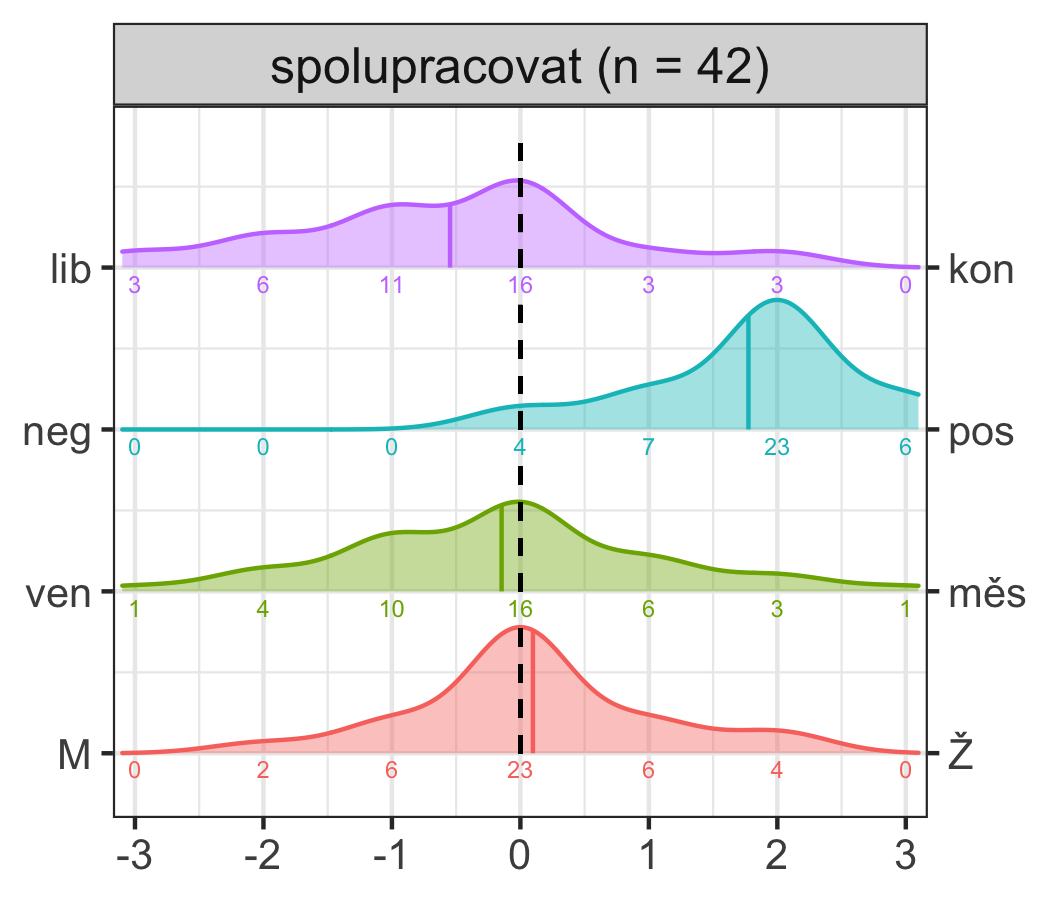 spolupracovat (n = 42)
lib kon
3 6 11 16 3 3 0
neg pos
0 0 0 4 7 23 6
ven měs
1 4 10 16 6 3 1
M Ž
0 2 6 23 6 4 0
-3 -2 -1 0 1 2 3